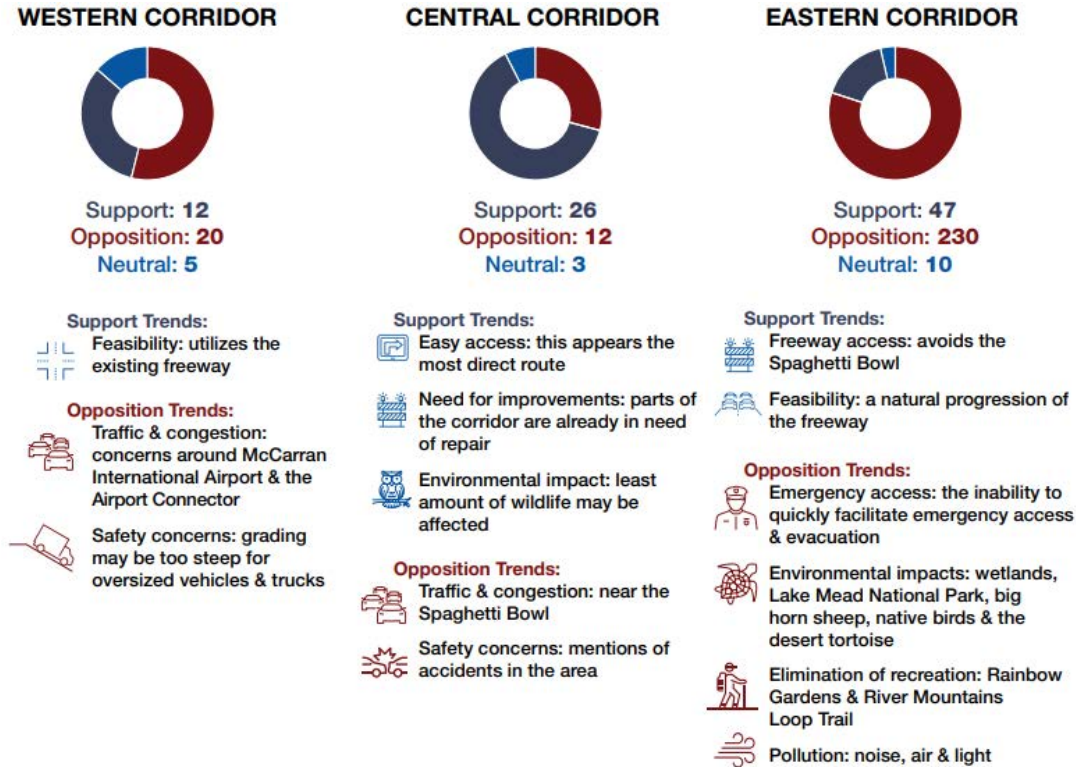 WESTERN CORRIDOR
Support: 12
Opposition: 20
Neutral: 5
Support Trends:
Feasibility: utilizes the
existing freeway
Opposition Trends:
Traffic & congestion:
concerns around McCarran
International Airport & the
Airport Connector
Safety concerns: grading
may be too steep for
oversized vehicles & trucks
CENTRAL CORRIDOR
Support: 26
Opposition: 12
Neutral: 3
Support Trends:
Easy access: this appears the
most direct route
Need for improvements: parts of
the corridor are already in need
of repair
Environmental impact: least
amount of wildlife may be
affected
Opposition Trends:
Traffic & congestion: near the
Spaghetti Bowl
Safety concerns: mentions of
accidents in the area
EASTERN CORRIDOR
Support: 47
Opposition: 230
Neutral: 10
Support Trends:
Freeway access: avoids the
Spaghetti Bowl
Feasibility: a natural progression of
the freeway
Opposition Trends:
Emergency access: the inability to
quickly facilitate emergency access
& evacuation
Environmental impacts: wetlands,
Lake Mead National Park, big
horn sheep, native birds & the
desert tortoise
Elimination of recreation: Rainbow
Gardens & River Mountains
Loop Trail
Pollution: noise, air & light